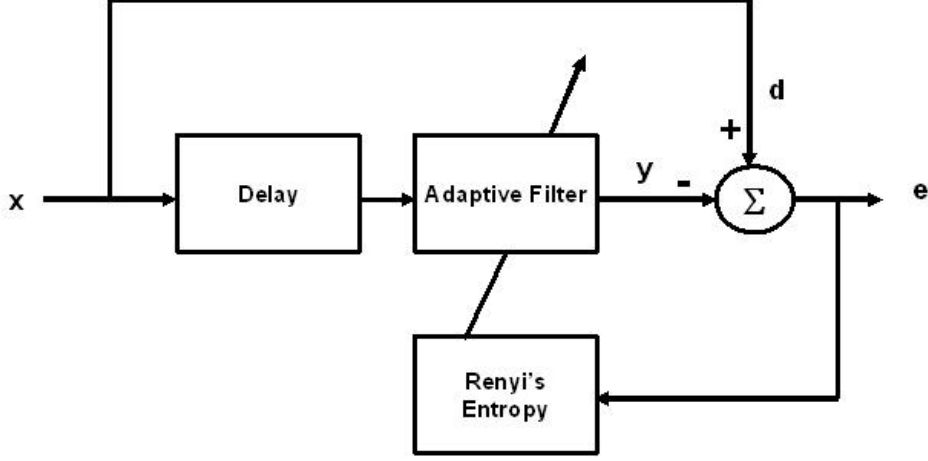 d
+
x
Delay
Adaptive Filter
y
-
Σ
e
Renyi's
Entropy